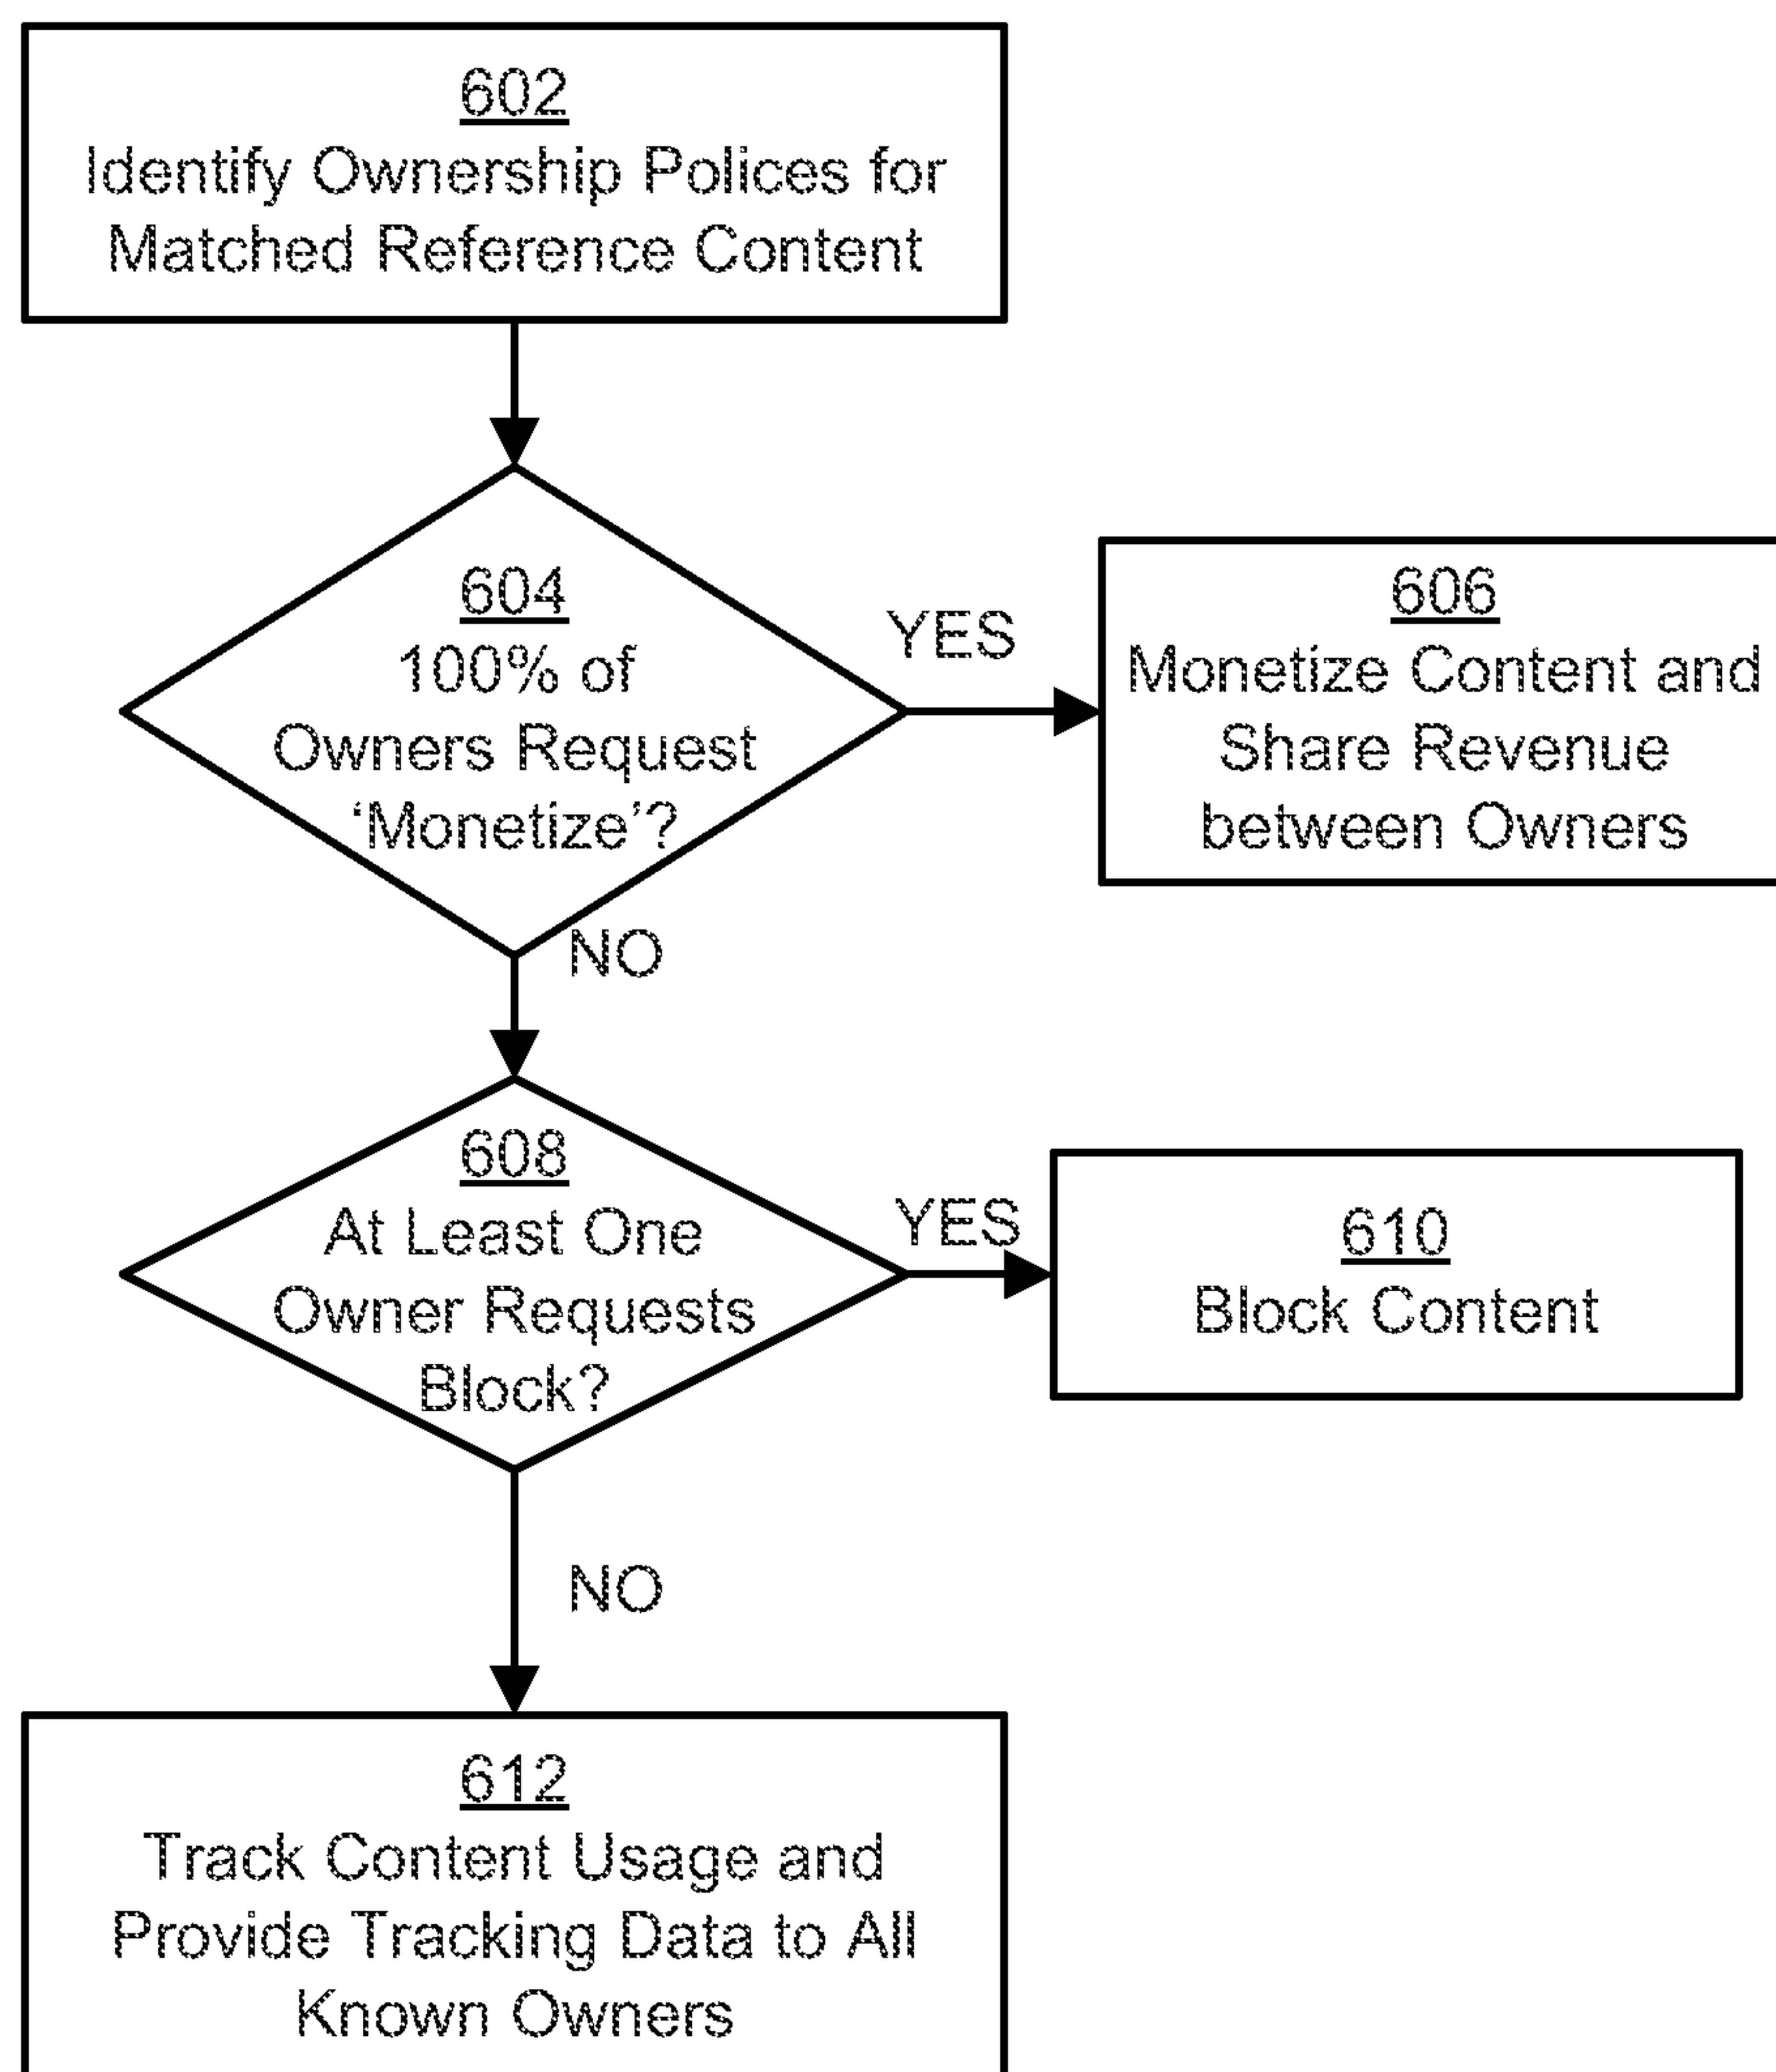 602
Identify Ownership Polices for
Matched Reference Content
604
100% of
Owners Request
‘Monetize’?
YES
606
Monetize Content and
Share Revenue
between Owners
NO
608
At Least One
Owner Requests
Block?
YES
610
Block Content
NO
612
Track Content Usage and
Provide Tracking Data to All
Known Owners